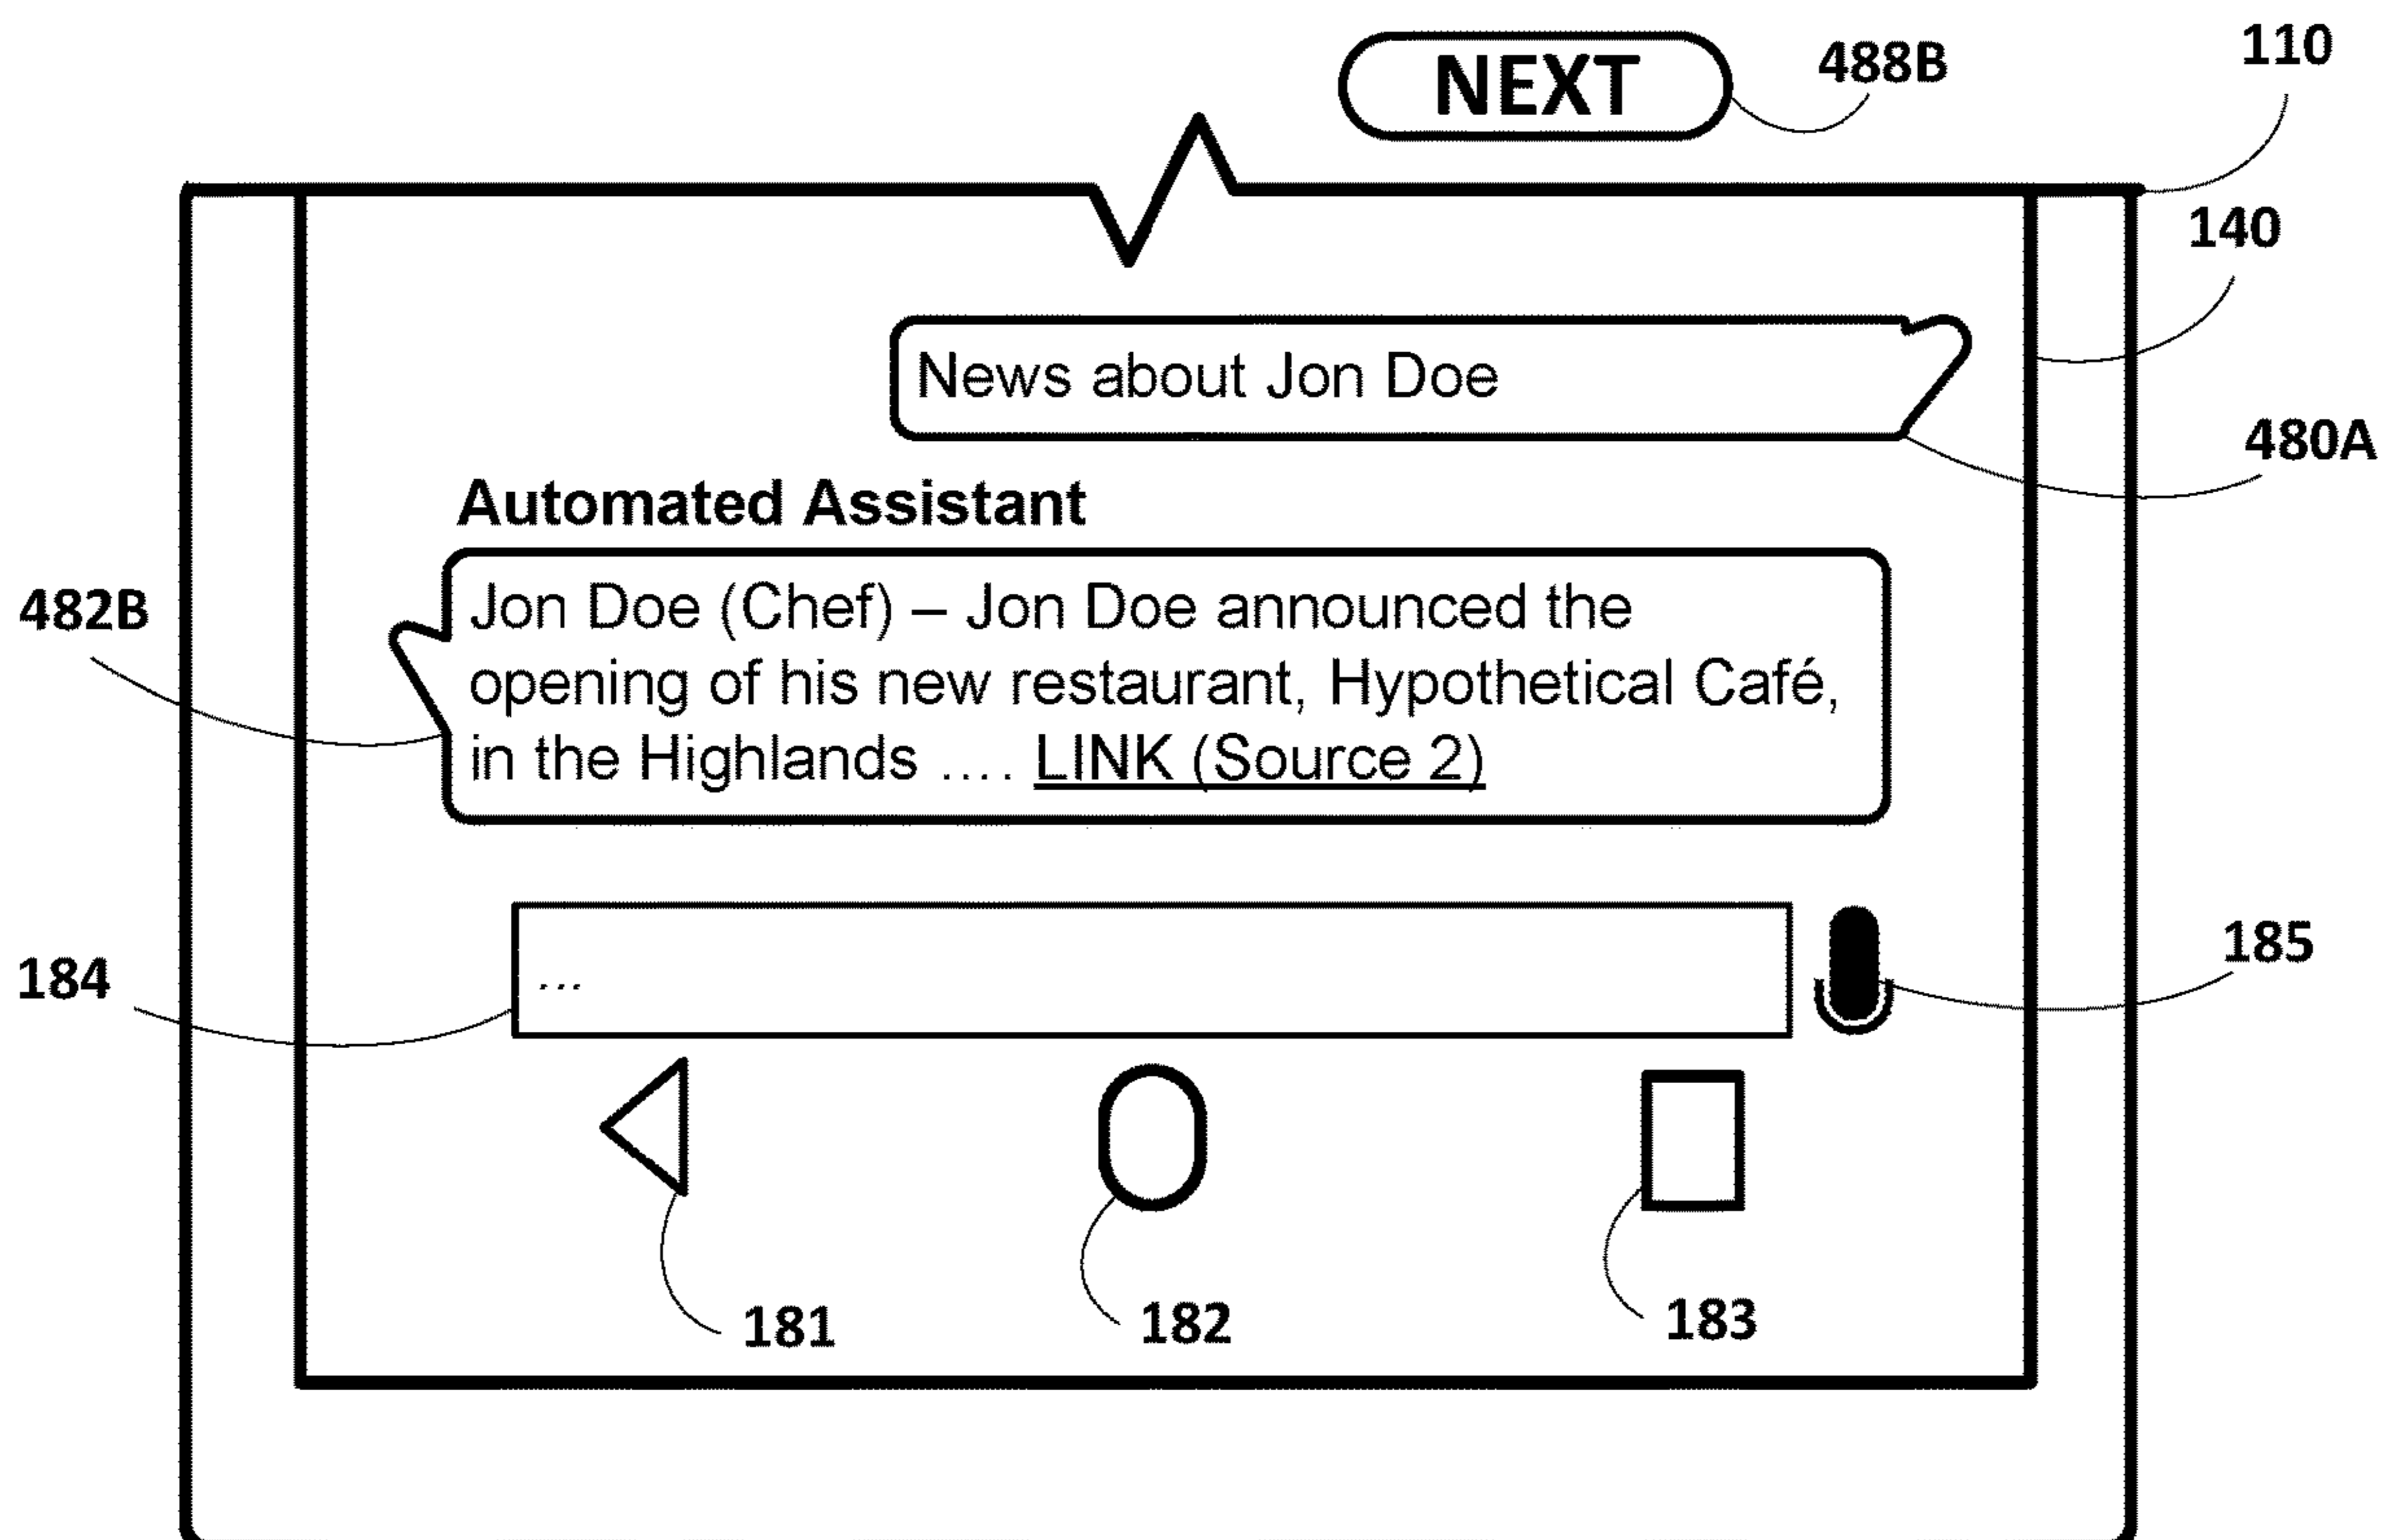 NEXT
488B
110
140
News about Jon Doe
480A
Automated Assistant
482B
Jon Doe (Chef) – Jon Doe announced the
opening of his new restaurant, Hypothetical Café,
in the Highlands .... LINK (Source 2)
184
...
185
181
182
183